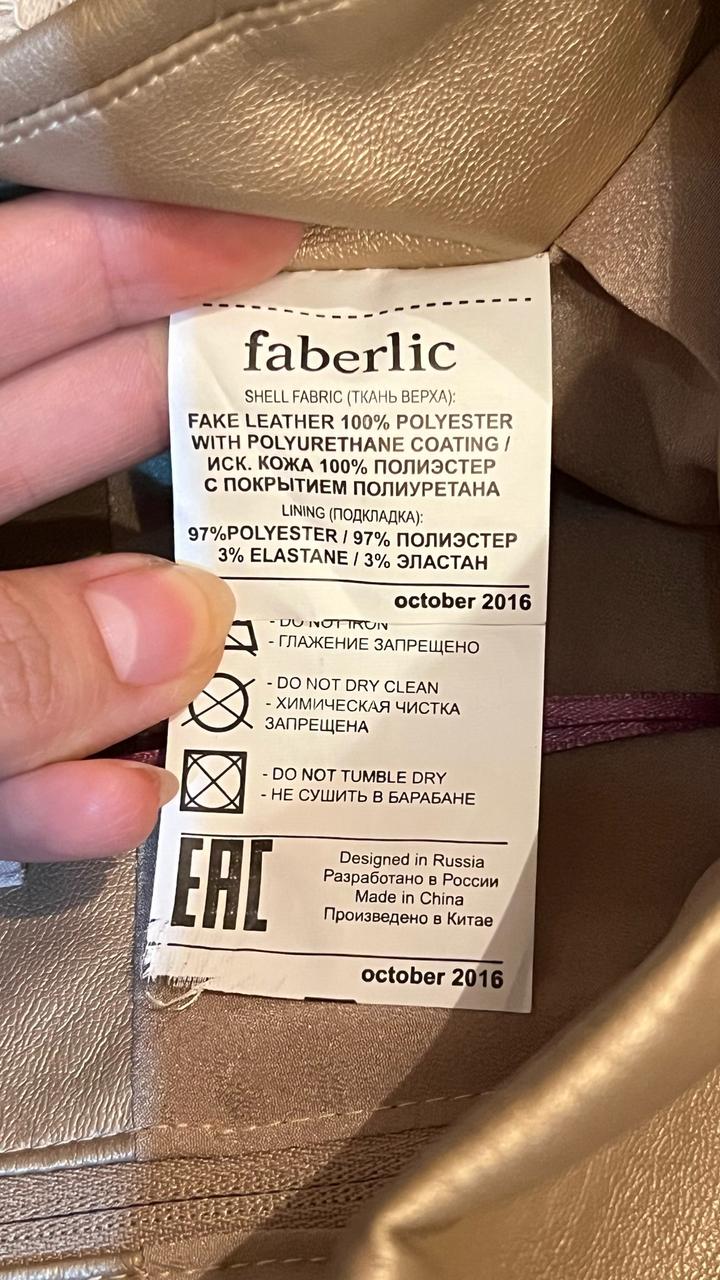 faberlic
SHELL FABRIC (ТКАНЬ ВЕРХА):
FAKE LEATHER 100% POLYESTER
WITH POLYURETHANE COATING /
ИСК. КОЖА 100% ПОЛИЭСТЕР
С ПОКРЫТИЕМ ПОЛИУРЕТАНА
LINING (ПОДКЛАДКА):
97%POLYESTER / 97% ПОЛИЭСТЕР
3% ELASTANE / 3% ЭЛАСТАН
october 2016
- DO NOT IRON
- ГЛАЖЕНИЕ ЗАПРЕЩЕНО
- DO NOT DRY CLEAN
- ХИМИЧЕСКАЯ ЧИСТКА
ЗАПРЕЩЕНА
- DO NOT TUMBLE DRY
- НЕ СУШИТЬ В БАРАБАНЕ
EAC
Designed in Russia
Разработано в России
Made in China
Произведено в Китае
october 2016